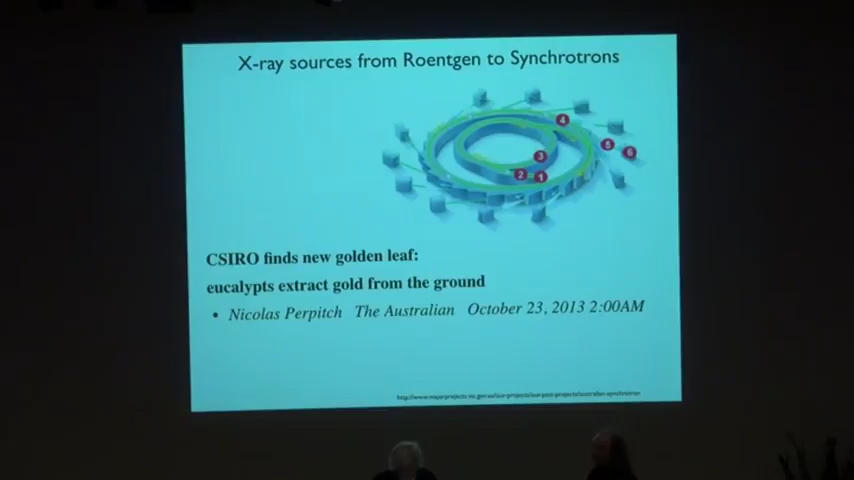 X-ray sources from Roentgen to Synchrotrons
4
5
6
3
2 1
CSIRO finds new golden leaf:
eucalypts extract gold from the ground
• Nicolas Perpitch The Australian October 23, 2013 2:00AM